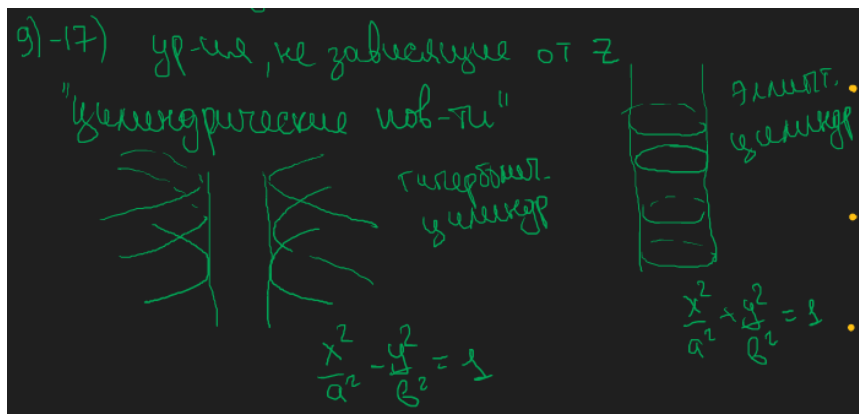 9)-17) ур-ия, не зависящие от z
"цилиндрические пов-ти"
гиперболич.
цилиндр
x²/a² - y²/b² = 1
эллипт.
цилиндр
x²/a² + y²/b² = 1